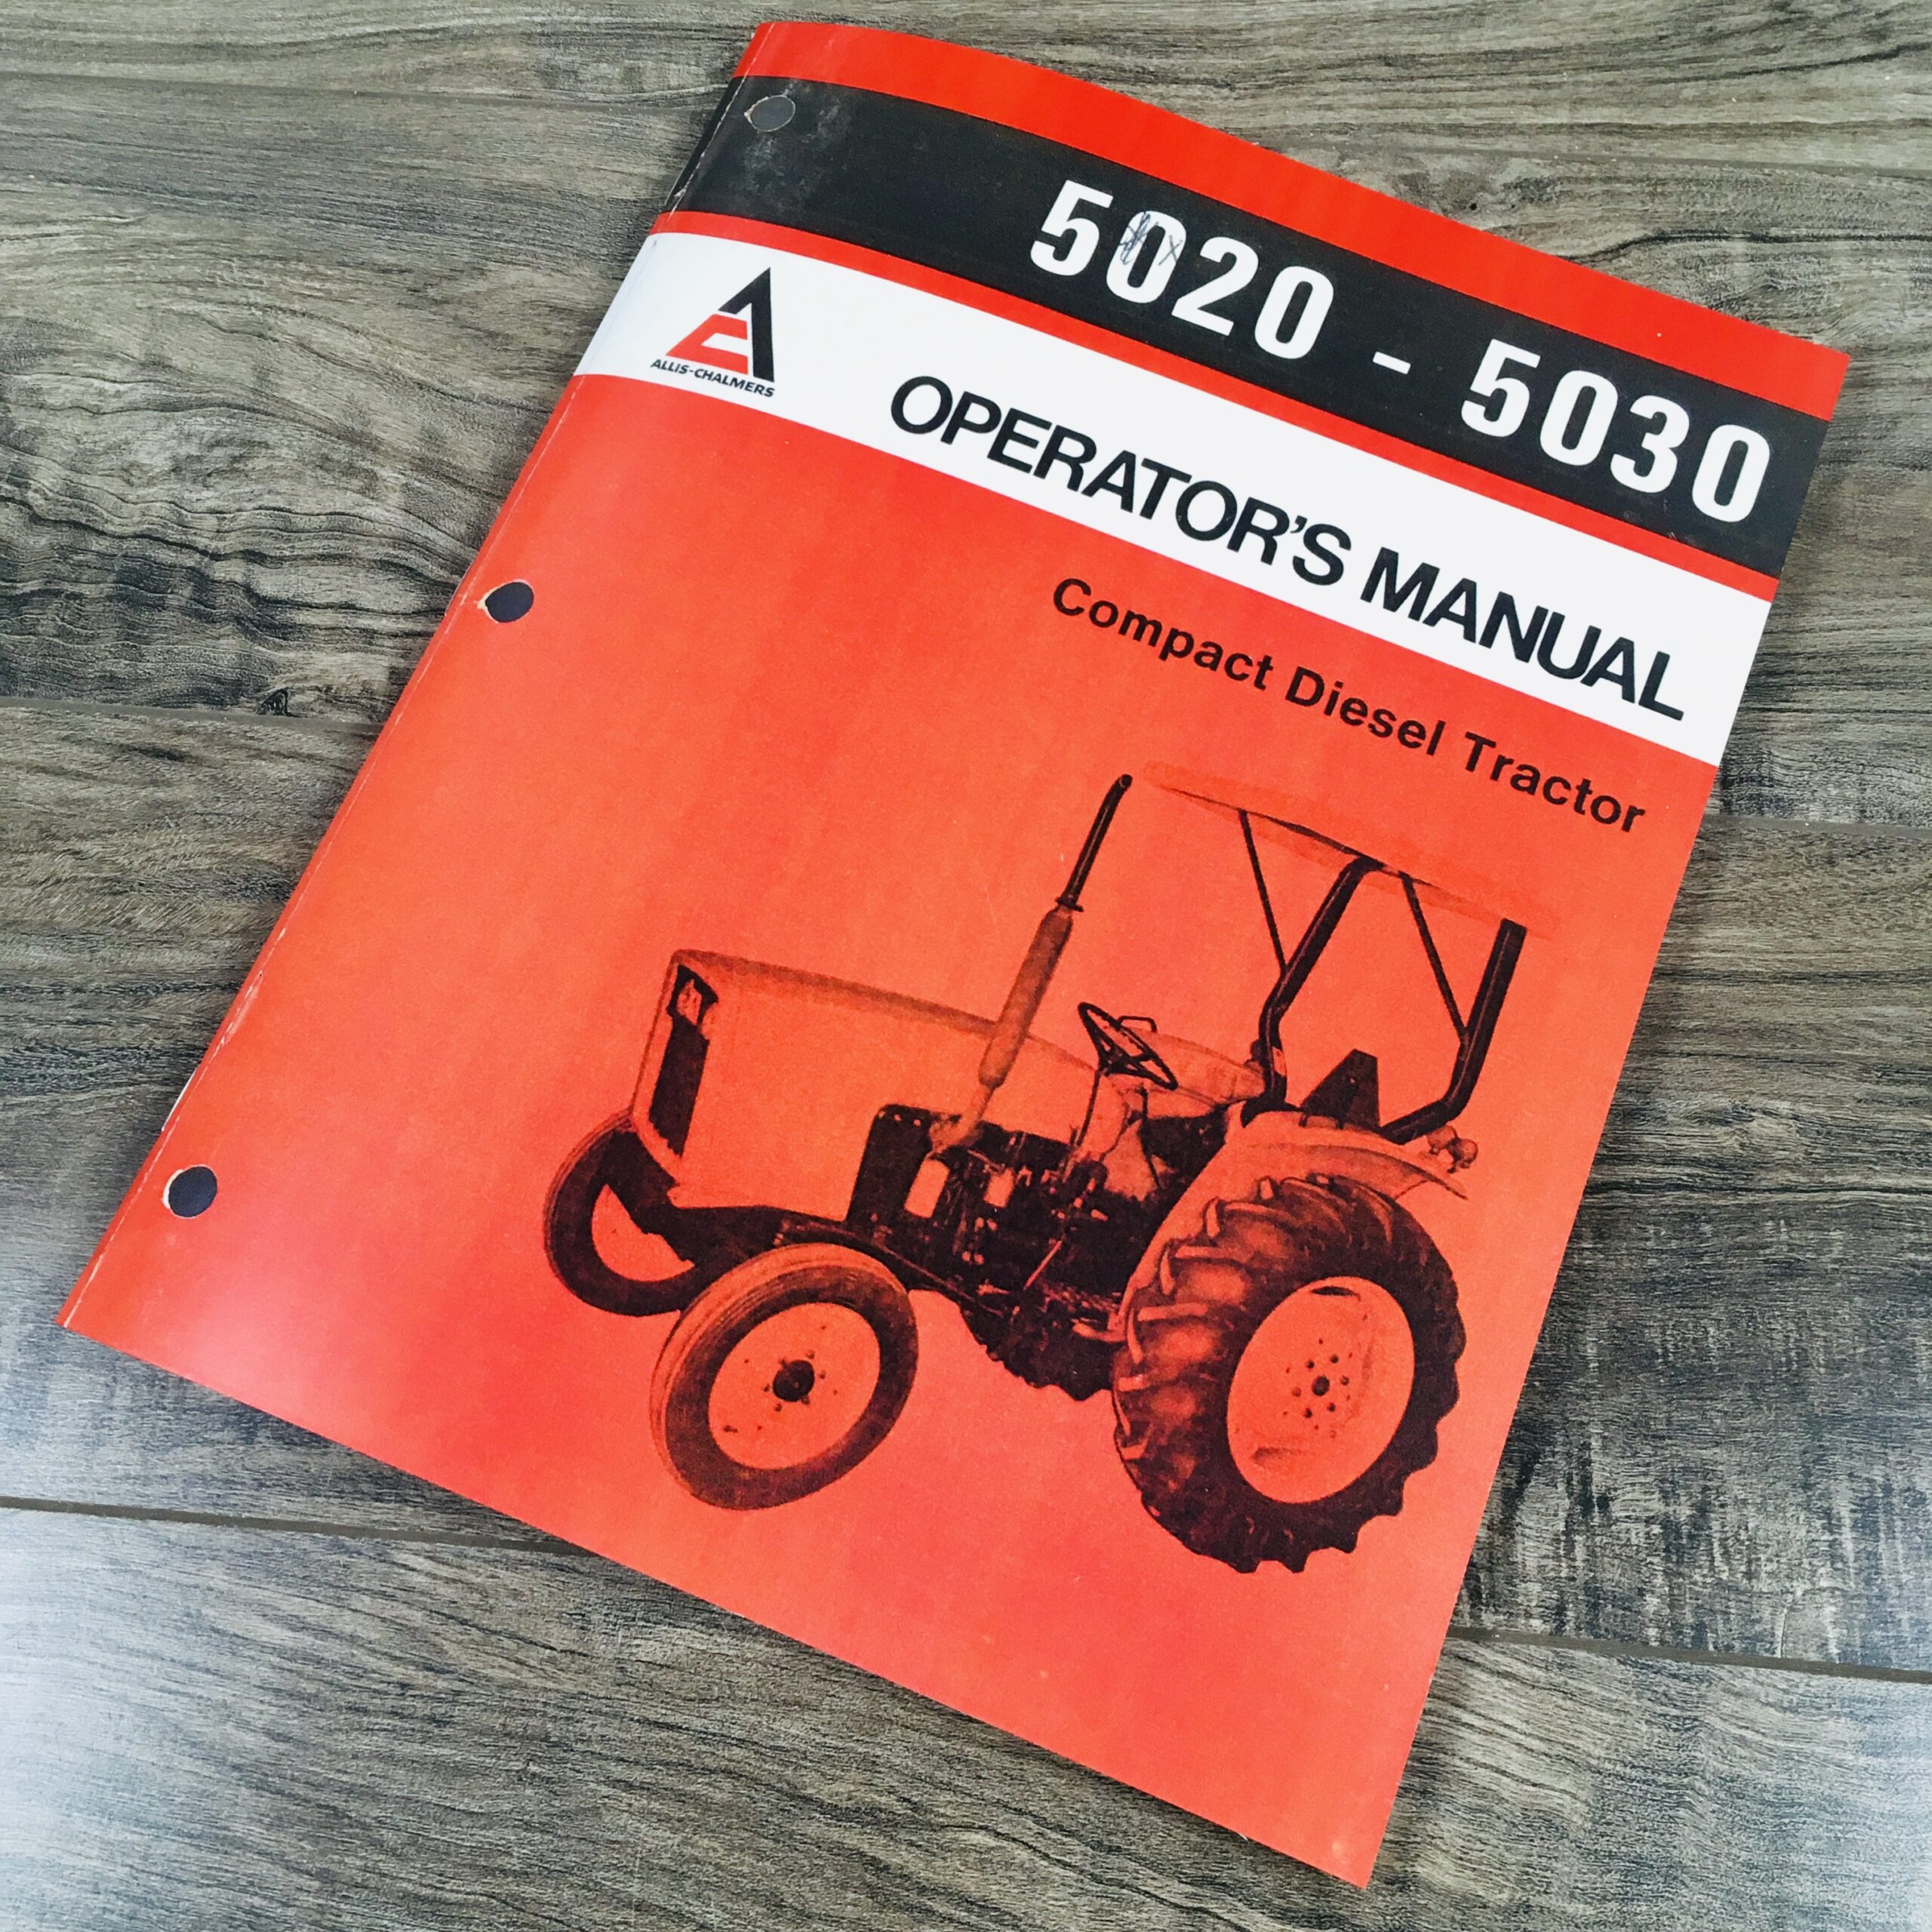 5020 - 5030
ALLIS-CHALMERS
OPERATOR'S MANUAL
Compact Diesel Tractor